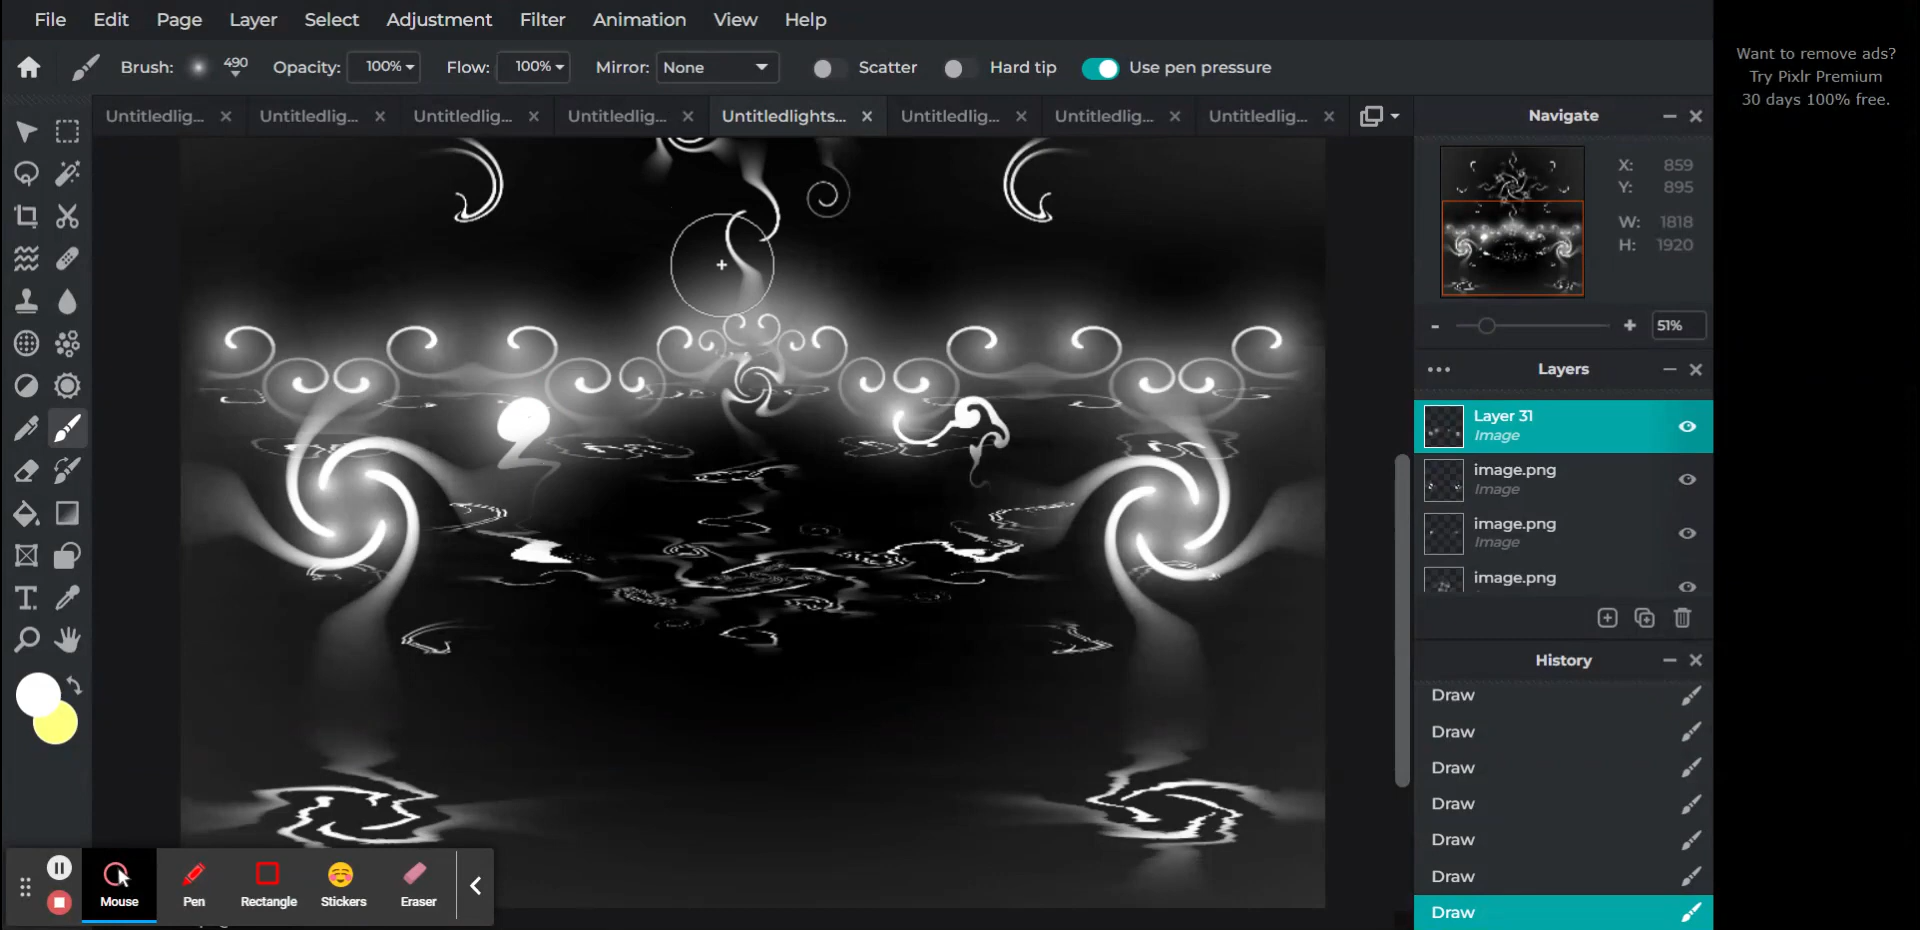 File Edit Page Layer Select Adjustment Filter Animation View Help
Brush: 490 Opacity: 100% Flow: 100% Mirror: None Scatter Hard tip Use pen pressure
Untitledlig... Untitledlig... Untitledlig... Untitledlig... Untitledlights... Untitledlig... Untitledlig... Untitledlig...
Want to remove ads?
Try Pixlr Premium
30 days 100% free.
Navigate
X: 859
Y: 895
W: 1818
H: 1920
51%
Layers
Layer 31
Image
image.png
Image
image.png
Image
image.png
History
Draw
Draw
Draw
Draw
Draw
Draw
Draw
Mouse Pen Rectangle Stickers Eraser